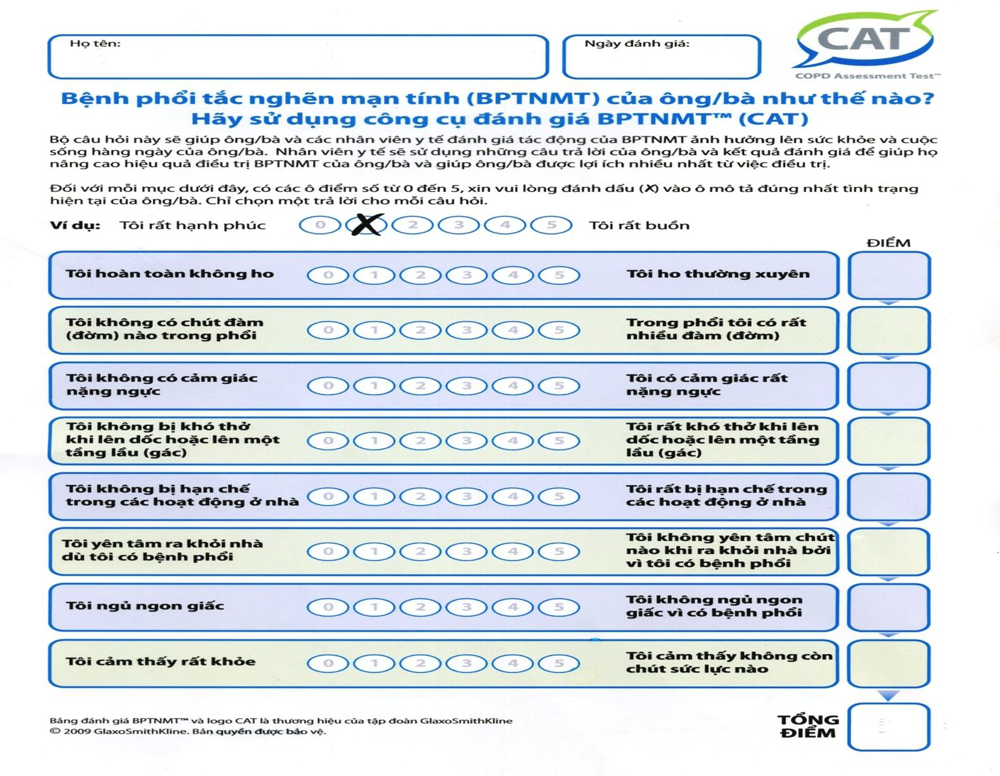 Họ tên:
Ngày đánh giá:
CAT
COPD Assessment Test™
Bệnh phổi tắc nghẽn mạn tính (BPTNMT) của ông/bà như thế nào?
Hãy sử dụng công cụ đánh giá BPTNMT™ (CAT)
Bộ câu hỏi này sẽ giúp ông/bà và các nhân viên y tế đánh giá tác động của BPTNMT ảnh hưởng lên sức khỏe và cuộc
sống hàng ngày của ông/bà. Nhân viên y tế sẽ sử dụng những câu trả lời của ông/bà và kết quả đánh giá để giúp họ
nâng cao hiệu quả điều trị BPTNMT của ông/bà và giúp ông/bà được lợi ích nhiều nhất từ việc điều trị.
Đối với mỗi mục dưới đây, có các ô điểm số từ 0 đến 5, xin vui lòng đánh dấu (X) vào ô mô tả đúng nhất tình trạng
hiện tại của ông/bà. Chỉ chọn một trả lời cho mỗi câu hỏi.
Ví dụ: Tôi rất hạnh phúc 0 X 2 3 4 5 Tôi rất buồn
ĐIỂM
Tôi hoàn toàn không ho 0 1 2 3 4 5 Tôi ho thường xuyên
Tôi không có chút đàm
(đờm) nào trong phổi
0 1 2 3 4 5
Trong phổi tôi có rất
nhiều đàm (đờm)
Tôi không có cảm giác
nặng ngực
0 1 2 3 4 5
Tôi có cảm giác rất
nặng ngực
Tôi không bị khó thở
khi lên dốc hoặc lên một
tầng lầu (gác)
0 1 2 3 4 5
Tôi rất khó thở khi lên
dốc hoặc lên một tầng
lầu (gác)
Tôi không bị hạn chế
trong các hoạt động ở nhà
0 1 2 3 4 5
Tôi rất bị hạn chế trong
các hoạt động ở nhà
Tôi yên tâm ra khỏi nhà
dù tôi có bệnh phổi
0 1 2 3 4 5
Tôi không yên tâm chút
nào khi ra khỏi nhà bởi
vì tôi có bệnh phổi
Tôi ngủ ngon giấc
0 1 2 3 4 5
Tôi không ngủ ngon
giấc vì có bệnh phổi
Tôi cảm thấy rất khỏe
0 1 2 3 4 5
Tôi cảm thấy không còn
chút sức lực nào
Bảng đánh giá BPTNMT™ và logo CAT là thương hiệu của tập đoàn GlaxoSmithKline
© 2009 GlaxoSmithKline. Bản quyền được bảo vệ.
TỔNG
ĐIỂM